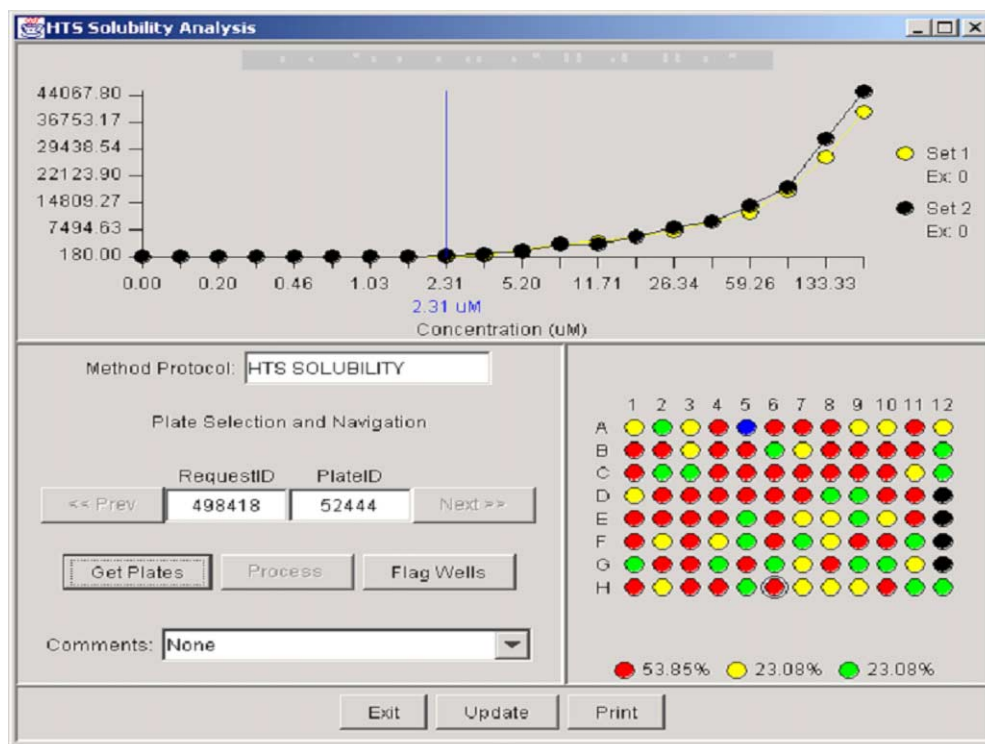 HTS Solubility Analysis
44067.80
36753.17
29438.54
22123.90
14809.27
7494.63
180.00
Set 1
Ex: 0
Set 2
Ex: 0
0.00 0.20 0.46 1.03 2.31 5.20 11.71 26.34 59.26 133.33
2.31 uM
Concentration (uM)
Method Protocol: HTS SOLUBILITY
Plate Selection and Navigation
RequestID PlateID
<< Prev 498418 52444 Next >>
Get Plates Process Flag Wells
Comments: None
1 2 3 4 5 6 7 8 9 10 11 12
A
B
C
D
E
F
G
H
53.85% 23.08% 23.08%
Exit Update Print